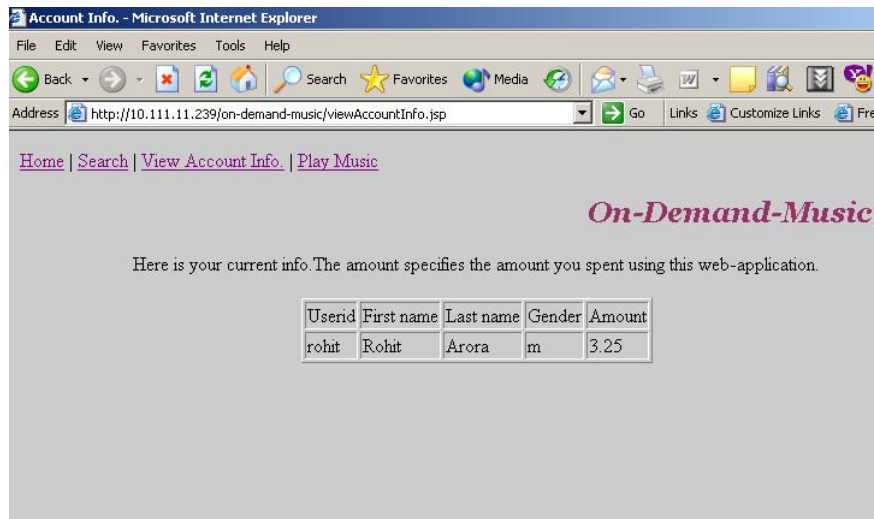 Account Info. - Microsoft Internet Explorer
File Edit View Favorites Tools Help
Back Search Favorites Media
Address http://10.111.11.239/on-demand-music/viewAccountInfo.jsp Go Links Customize Links
Home | Search | View Account Info. | Play Music
On-Demand-Music
Here is your current info.The amount specifies the amount you spent using this web-application.
Userid First name Last name Gender Amount
rohit Rohit Arora m 3.25